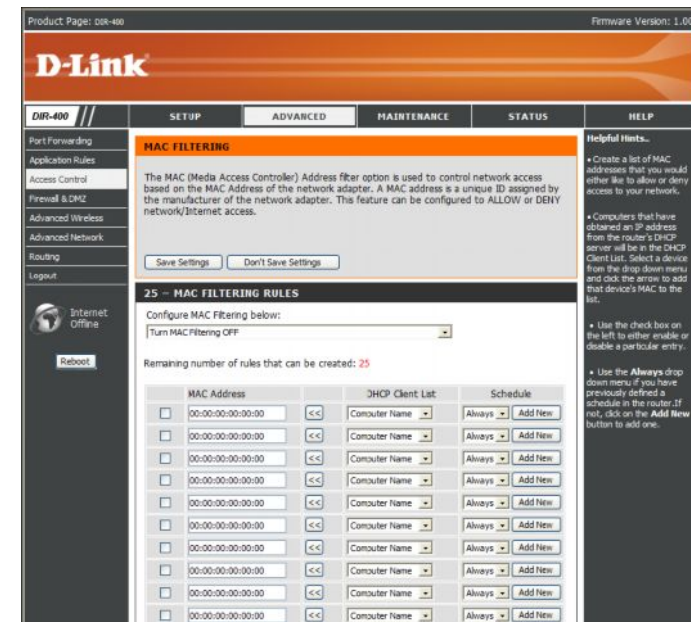 Product Page: DIR-400 Firmware Version: 1.00
D-Link
DIR-400 // SETUP ADVANCED MAINTENANCE STATUS HELP
Port Forwarding
Application Rules
Access Control
Firewall & DMZ
Advanced Wireless
Advanced Network
Routing
Logout
Internet
Offline
Reboot
MAC FILTERING
The MAC (Media Access Controller) Address filter option is used to control network access
based on the MAC Address of the network adapter. A MAC address is a unique ID assigned by
the manufacturer of the network adapter. This feature can be configured to ALLOW or DENY
network/Internet access.
Save Settings Don't Save Settings
25 – MAC FILTERING RULES
Configure MAC Filtering below:
Turn MAC Filtering OFF
Remaining number of rules that can be created: 25
MAC Address DHCP Client List Schedule
00:00:00:00:00:00 << Computer Name Always Add New
00:00:00:00:00:00 << Computer Name Always Add New
00:00:00:00:00:00 << Computer Name Always Add New
00:00:00:00:00:00 << Computer Name Always Add New
00:00:00:00:00:00 << Computer Name Always Add New
00:00:00:00:00:00 << Computer Name Always Add New
00:00:00:00:00:00 << Computer Name Always Add New
00:00:00:00:00:00 << Computer Name Always Add New
00:00:00:00:00:00 << Computer Name Always Add New
00:00:00:00:00:00 << Computer Name Always Add New
Helpful Hints..
• Create a list of MAC
addresses that you would
either like to allow or deny
access to your network.
• Computers that have
obtained an IP address
from the router's DHCP
server will be in the DHCP
Client List. Select a device
from the drop down menu
and click the arrow to add
that device's MAC to the
list.
• Use the check box on
the left to either enable or
disable a particular entry.
• Use the Always drop
down menu if you have
previously defined a
schedule in the router.If
not, click on the Add New
button to add one.